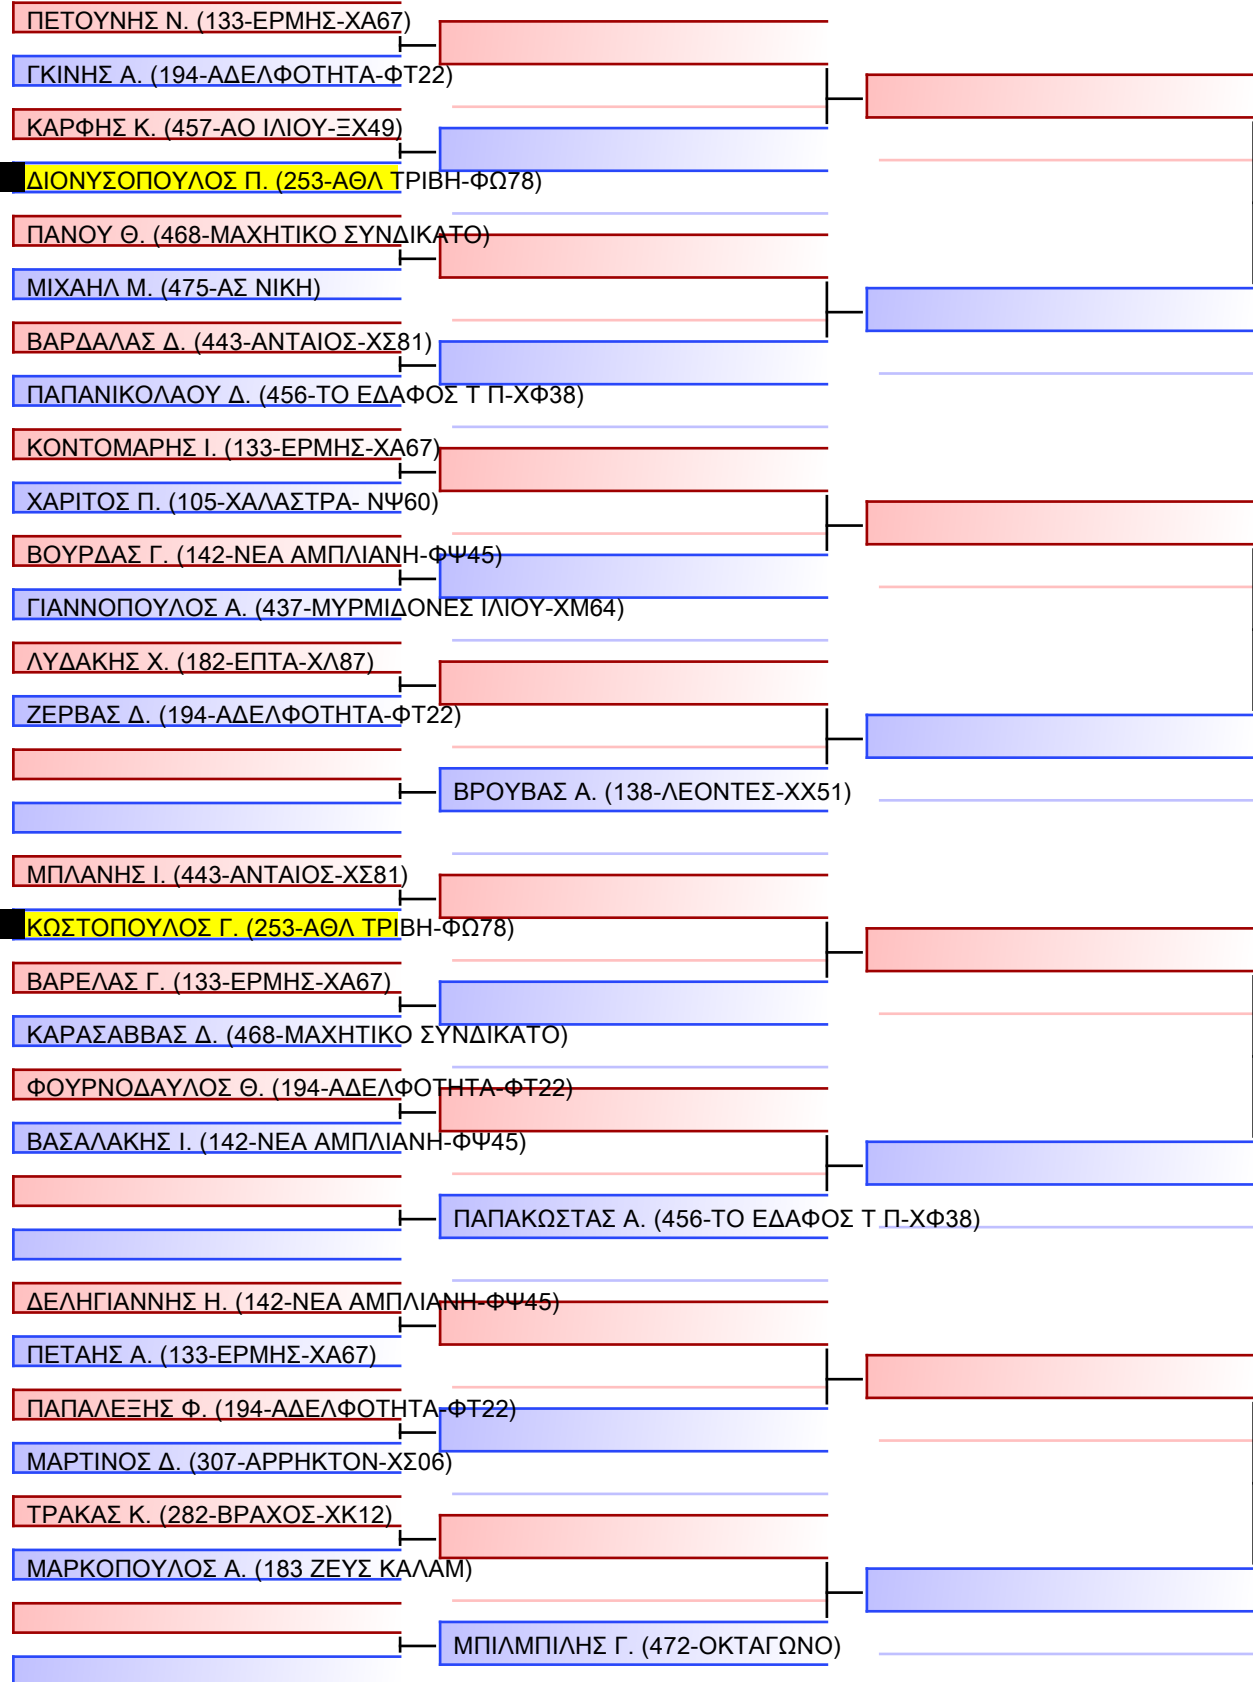 ΠΕΤΟΥΝΗΣ Ν. (133-ΕΡΜΗΣ-ΧΑ67)
ΓΚΙΝΗΣ Α. (194-ΑΔΕΛΦΟΤΗΤΑ-ΦΤ22)
ΚΑΡΦΗΣ Κ. (457-ΑΟ ΙΛΙΟΥ-ΞΧ49)
ΔΙΟΝΥΣΟΠΟΥΛΟΣ Π. (253-ΑΘΛ ΤΡΙΒΗ-ΦΩ78)
ΠΑΝΟΥ Θ. (468-ΜΑΧΗΤΙΚΟ ΣΥΝΔΙΚΑΤΟ)
ΜΙΧΑΗΛ Μ. (475-ΑΣ ΝΙΚΗ)
ΒΑΡΔΑΛΑΣ Δ. (443-ΑΝΤΑΙΟΣ-ΧΣ81)
ΠΑΠΑΝΙΚΟΛΑΟΥ Δ. (456-ΤΟ ΕΔΑΦΟΣ Τ Π-ΧΦ38)
ΚΟΝΤΟΜΑΡΗΣ Ι. (133-ΕΡΜΗΣ-ΧΑ67)
ΧΑΡΙΤΟΣ Π. (105-ΧΑΛΑΣΤΡΑ- ΝΨ60)
ΒΟΥΡΔΑΣ Γ. (142-ΝΕΑ ΑΜΠΛΙΑΝΗ-ΦΨ45)
ΓΙΑΝΝΟΠΟΥΛΟΣ Α. (437-ΜΥΡΜΙΔΟΝΕΣ ΙΛΙΟΥ-ΧΜ64)
ΛΥΔΑΚΗΣ Χ. (182-ΕΠΤΑ-ΧΛ87)
ΖΕΡΒΑΣ Δ. (194-ΑΔΕΛΦΟΤΗΤΑ-ΦΤ22)
ΒΡΟΥΒΑΣ Α. (138-ΛΕΟΝΤΕΣ-ΧΧ51)
ΜΠΛΑΝΗΣ Ι. (443-ΑΝΤΑΙΟΣ-ΧΣ81)
ΚΩΣΤΟΠΟΥΛΟΣ Γ. (253-ΑΘΛ ΤΡΙΒΗ-ΦΩ78)
ΒΑΡΕΛΑΣ Γ. (133-ΕΡΜΗΣ-ΧΑ67)
ΚΑΡΑΣΑΒΒΑΣ Δ. (468-ΜΑΧΗΤΙΚΟ ΣΥΝΔΙΚΑΤΟ)
ΦΟΥΡΝΟΔΑΥΛΟΣ Θ. (194-ΑΔΕΛΦΟΤΗΤΑ-ΦΤ22)
ΒΑΣΑΛΑΚΗΣ Ι. (142-ΝΕΑ ΑΜΠΛΙΑΝΗ-ΦΨ45)
ΠΑΠΑΚΩΣΤΑΣ Α. (456-ΤΟ ΕΔΑΦΟΣ Τ Π-ΧΦ38)
ΔΕΛΗΓΙΑΝΝΗΣ Η. (142-ΝΕΑ ΑΜΠΛΙΑΝΗ-ΦΨ45)
ΠΕΤΑΗΣ Α. (133-ΕΡΜΗΣ-ΧΑ67)
ΠΑΠΑΛΕΞΗΣ Φ. (194-ΑΔΕΛΦΟΤΗΤΑ-ΦΤ22)
ΜΑΡΤΙΝΟΣ Δ. (307-ΑΡΡΗΚΤΟΝ-ΧΣ06)
ΤΡΑΚΑΣ Κ. (282-ΒΡΑΧΟΣ-ΧΚ12)
ΜΑΡΚΟΠΟΥΛΟΣ Α. (183 ΖΕΥΣ ΚΑΛΑΜ)
ΜΠΙΛΜΠΙΛΗΣ Γ. (472-ΟΚΤΑΓΩΝΟ)